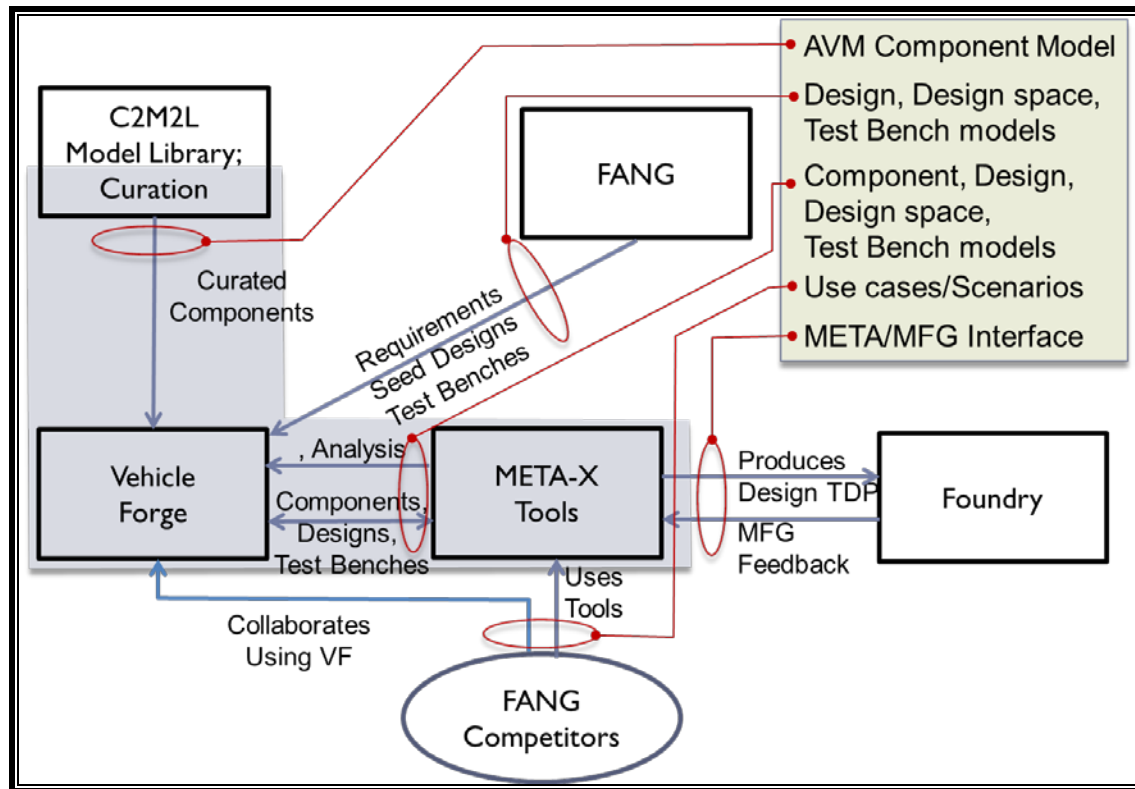 AVM Component Model
Design, Design space,
Test Bench models
Component, Design,
Design space,
Test Bench models
Use cases/Scenarios
META/MFG Interface
C2M2L
Model Library;
Curation
FANG
Curated
Components
Requirements
Seed Designs
Test Benches
Vehicle
Forge
, Analysis
Components,
Designs,
Test Benches
META-X
Tools
Produces
Design TDP
MFG
Feedback
Foundry
Uses
Tools
Collaborates
Using VF
FANG
Competitors